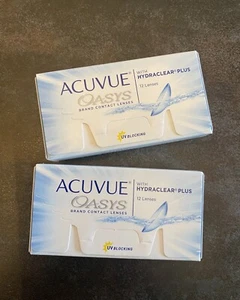 ACUVUE
OASYS
BRAND CONTACT LENSES
WITH
HYDRACLEAR® PLUS
12 Lenses
UV BLOCKING
ACUVUE
OASYS
BRAND CONTACT LENSES
WITH
HYDRACLEAR® PLUS
12 Lenses
UV BLOCKING